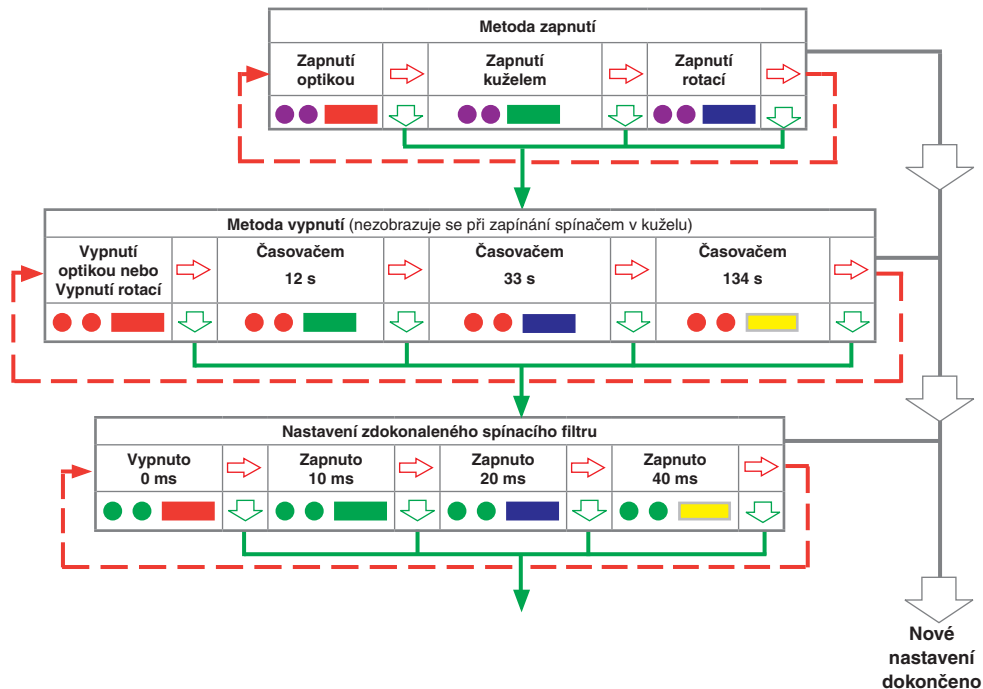 Metoda zapnutí
Zapnutí
optikou
Zapnutí
kuželem
Zapnutí
rotací
Metoda vypnutí (nezobrazuje se při zapínání spínačem v kuželu)
Vypnutí
optikou nebo
Vypnutí rotací
Časovačem
12 s
Časovačem
33 s
Časovačem
134 s
Nastavení zdokonaleného spínacího filtru
Vypnuto
0 ms
Zapnuto
10 ms
Zapnuto
20 ms
Zapnuto
40 ms
Nové
nastavení
dokončeno